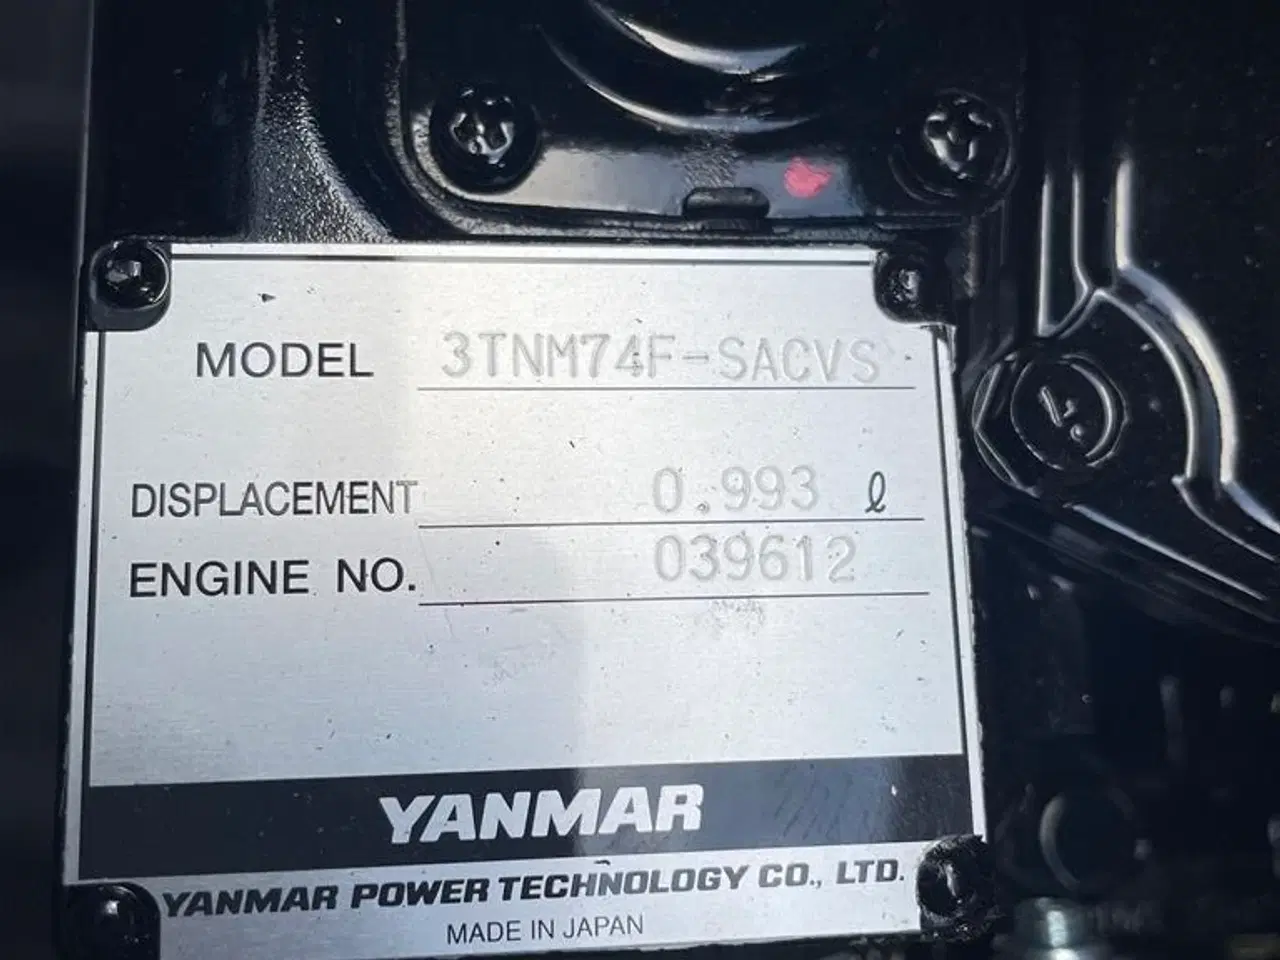 MODEL 3TNM74F-SACVS
DISPLACEMENT 0.993 ℓ
ENGINE NO. 039612
YANMAR
YANMAR POWER TECHNOLOGY CO., LTD.
MADE IN JAPAN